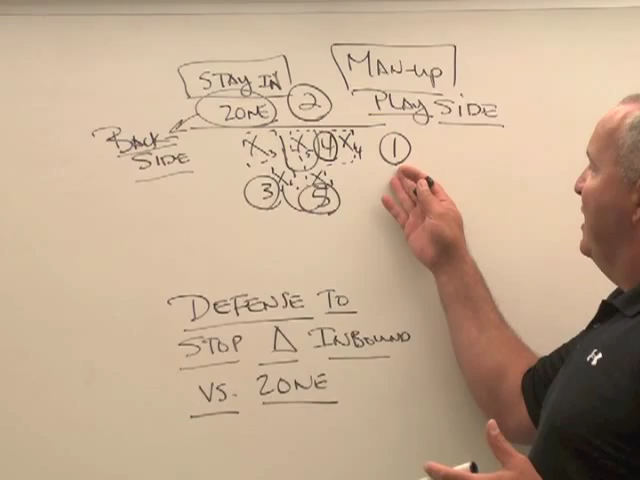 STAY IN MAN-UP
ZONE 2 PLAY SIDE
BACK
SIDE
X3 X5 4 X4 1
3 X 5 X
DEFENSE TO
STOP Δ INBOUND
VS. ZONE